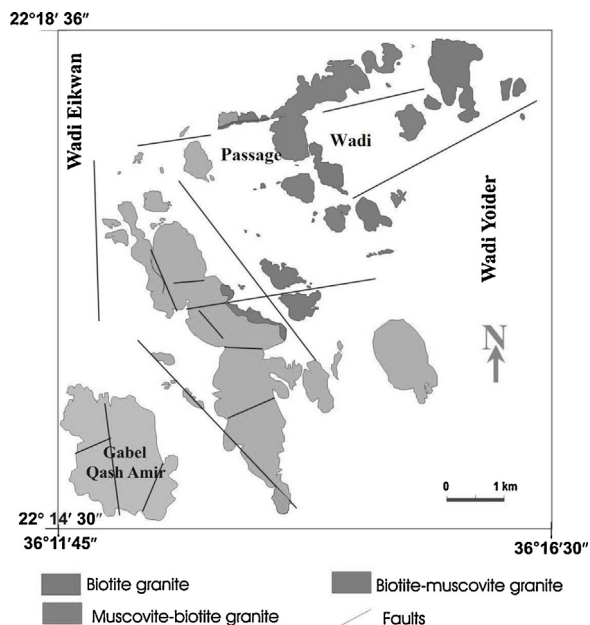 22°18′ 36″
Wadi Eikwan
Passage
Wadi
Wadi Yoider
N
Gabel
Qash Amir
0 1 km
22° 14′ 30″
36°11′45″
36°16′30″
Biotite granite
Biotite-muscovite granite
Muscovite-biotite granite
Faults